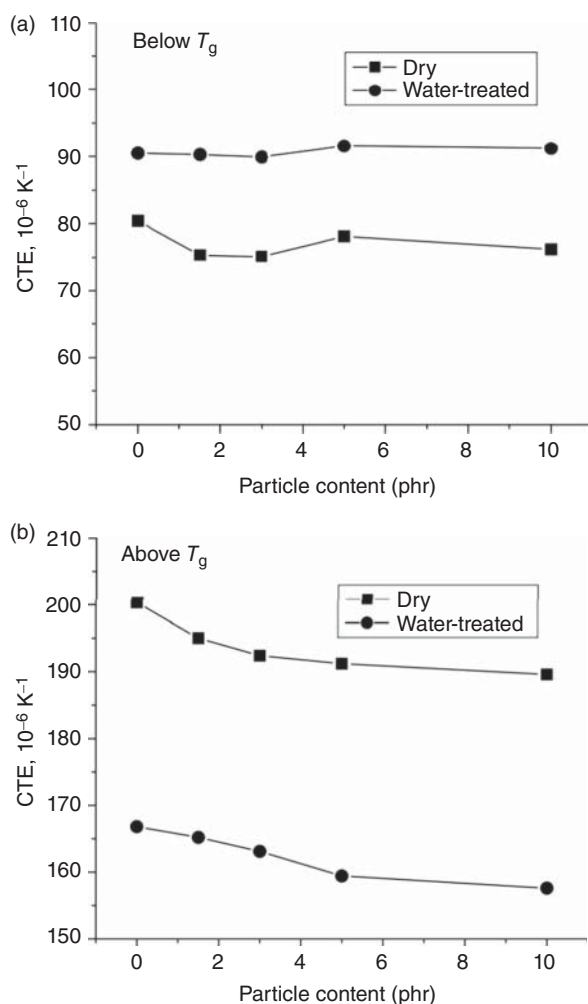 (a)
110
Below Tg
Dry
Water-treated
100
90
80
70
60
50
CTE, 10⁻⁶ K⁻¹
0 2 4 6 8 10
Particle content (phr)
(b)
210
Above Tg
Dry
Water-treated
200
190
180
170
160
150
CTE, 10⁻⁶ K⁻¹
0 2 4 6 8 10
Particle content (phr)